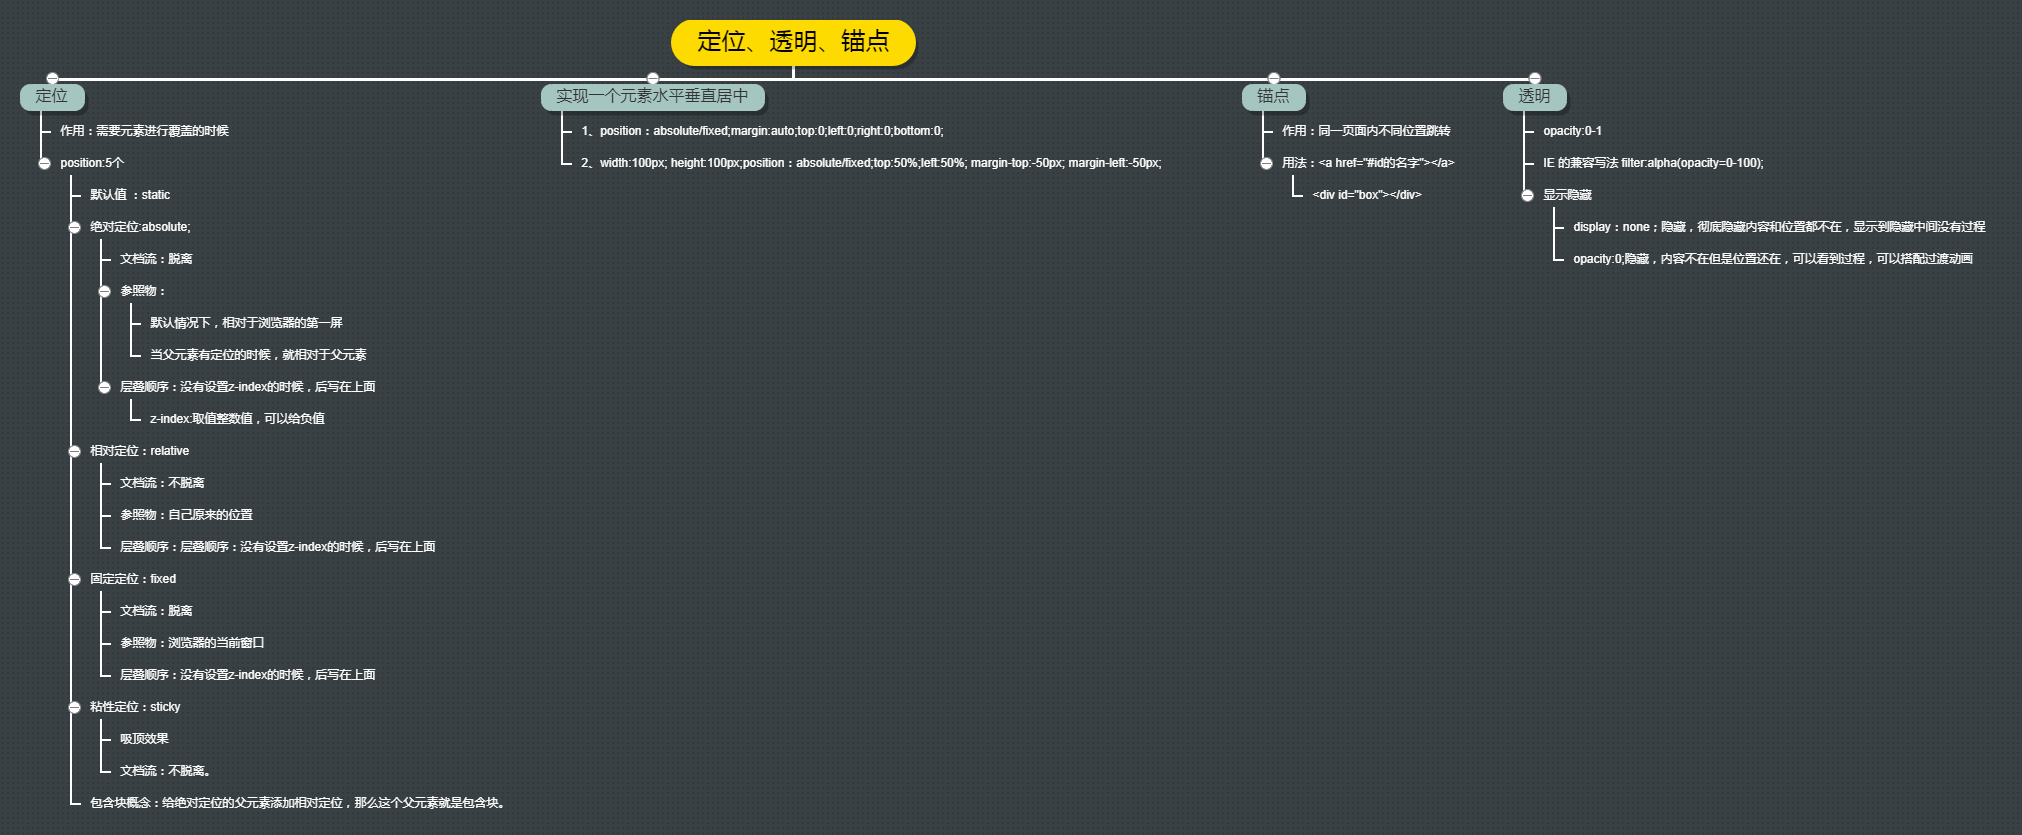 定位、透明、锚点
定位
作用：需要元素进行覆盖的时候
position:5个
默认值 ：static
绝对定位:absolute;
文档流：脱离
参照物：
默认情况下，相对于浏览器的第一屏
当父元素有定位的时候，就相对于父元素
层叠顺序：没有设置z-index的时候，后写在上面
z-index:取值整数值，可以给负值
相对定位：relative
文档流：不脱离
参照物：自己原来的位置
层叠顺序：层叠顺序：没有设置z-index的时候，后写在上面
固定定位：fixed
文档流：脱离
参照物：浏览器的当前窗口
层叠顺序：没有设置z-index的时候，后写在上面
粘性定位：sticky
吸顶效果
文档流：不脱离。
包含块概念：给绝对定位的父元素添加相对定位，那么这个父元素就是包含块。
实现一个元素水平垂直居中
1、position：absolute/fixed;margin:auto;top:0;left:0;right:0;bottom:0;
2、width:100px; height:100px;position：absolute/fixed;top:50%;left:50%; margin-top:-50px; margin-left:-50px;
锚点
作用：同一页面内不同位置跳转
用法：<a href="#id的名字"></a>
<div id="box"></div>
透明
opacity:0-1
IE 的兼容写法 filter:alpha(opacity=0-100);
显示隐藏
display：none；隐藏，彻底隐藏内容和位置都不在，显示到隐藏中间没有过程
opacity:0;隐藏，内容不在但是位置还在，可以看到过程，可以搭配过渡动画